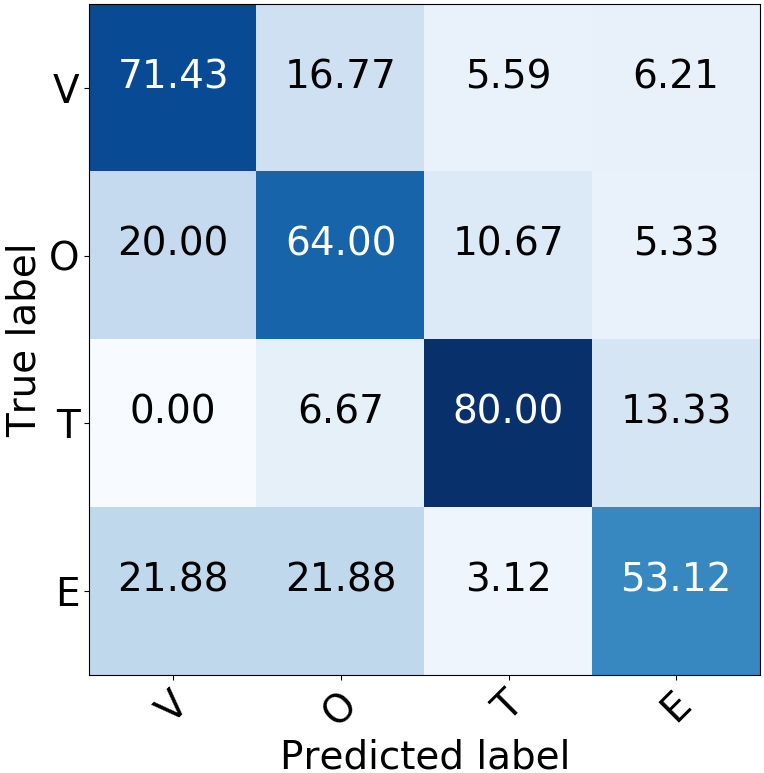 V 71.43 16.77 5.59 6.21
O 20.00 64.00 10.67 5.33
T 0.00 6.67 80.00 13.33
E 21.88 21.88 3.12 53.12
True label
V O T E
Predicted label